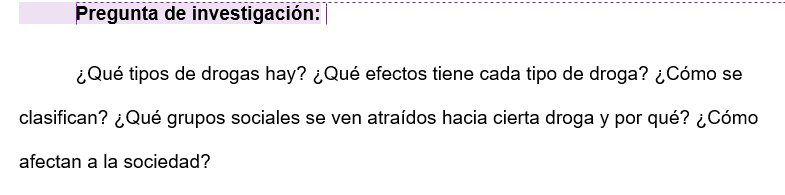 Pregunta de investigación:
¿Qué tipos de drogas hay? ¿Qué efectos tiene cada tipo de droga? ¿Cómo se
clasifican? ¿Qué grupos sociales se ven atraídos hacia cierta droga y por qué? ¿Cómo
afectan a la sociedad?